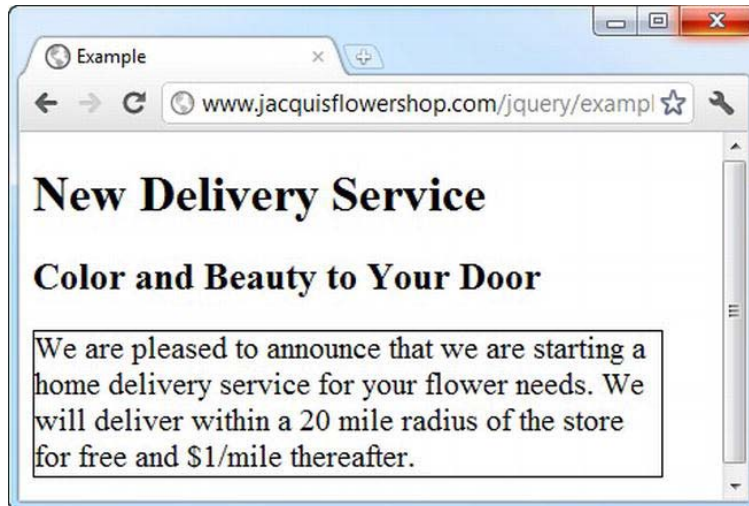 Example
www.jacquisflowershop.com/jquery/exampl
New Delivery Service
Color and Beauty to Your Door
We are pleased to announce that we are starting a
home delivery service for your flower needs. We
will deliver within a 20 mile radius of the store
for free and $1/mile thereafter.